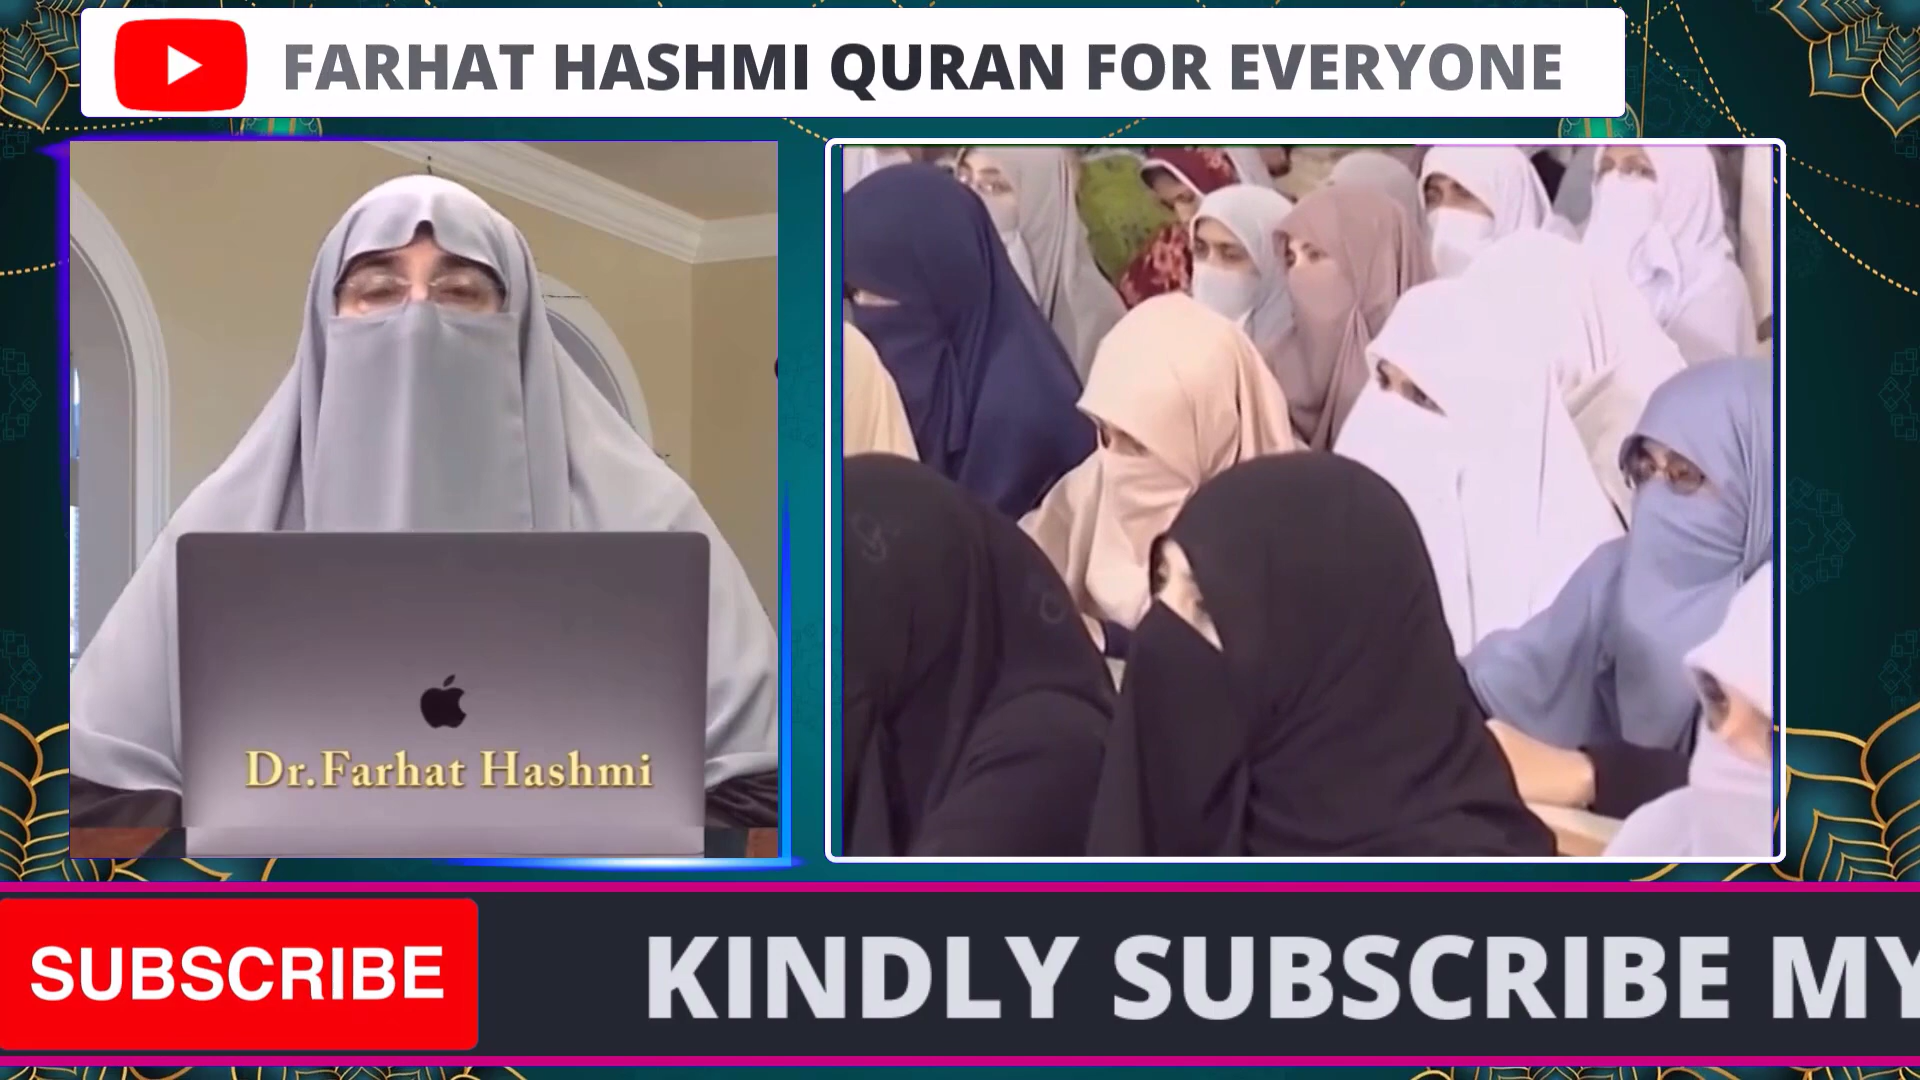 FARHAT HASHMI QURAN FOR EVERYONE
Dr.Farhat Hashmi
SUBSCRIBE
KINDLY SUBSCRIBE MY